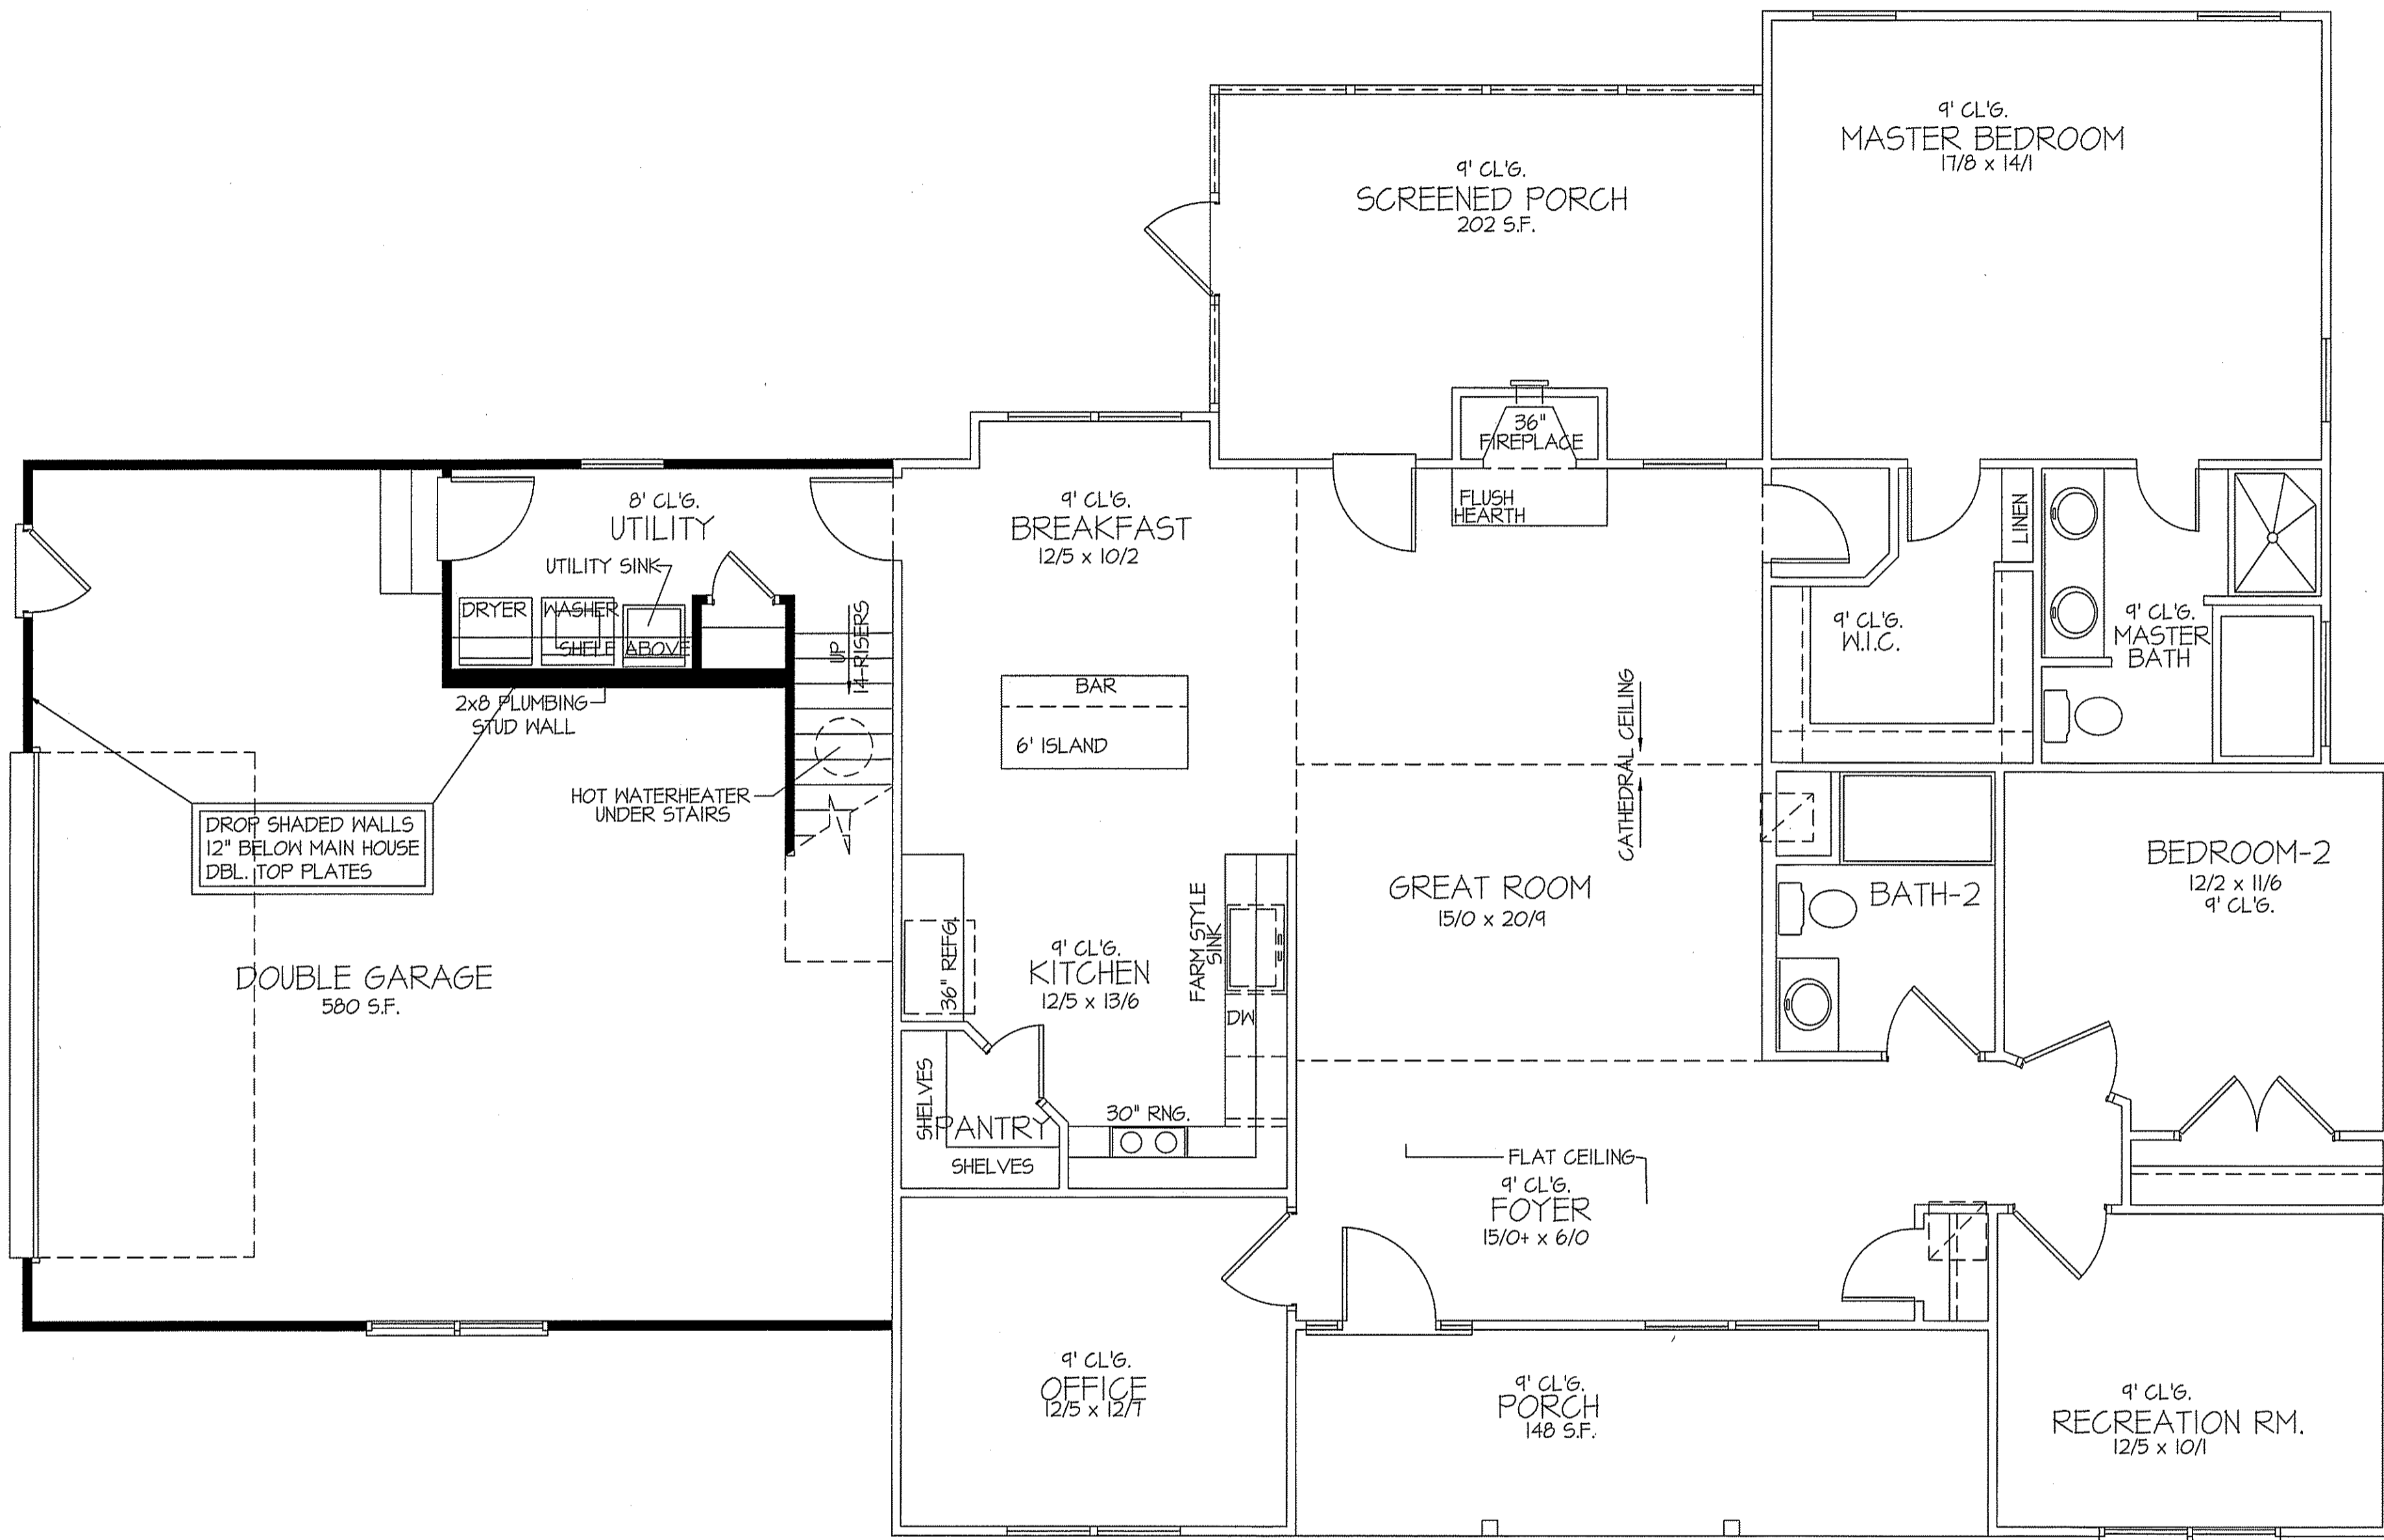 9' CL'G.
MASTER BEDROOM
17/8 x 14/1
9' CL'G.
SCREENED PORCH
202 S.F.
36"
FIREPLACE
FLUSH
HEARTH
8' CL'G.
UTILITY
UTILITY SINK
DRYER
WASHER
SHELF ABOVE
2x8 PLUMBING
STUD WALL
UP
14-RISERS
HOT WATERHEATER
UNDER STAIRS
DROP SHADED WALLS
12" BELOW MAIN HOUSE
DBL. TOP PLATES
DOUBLE GARAGE
580 S.F.
9' CL'G.
BREAKFAST
12/5 x 10/2
BAR
6' ISLAND
36" REFG.
9' CL'G.
KITCHEN
12/5 x 13/6
FARM STYLE
SINK
DW
30" RNG.
SHELVES
PANTRY
SHELVES
CATHEDRAL CEILING
GREAT ROOM
15/0 x 20/9
LINEN
9' CL'G.
W.I.C.
9' CL'G.
MASTER
BATH
BATH-2
BEDROOM-2
12/2 x 11/6
9' CL'G.
FLAT CEILING
9' CL'G.
FOYER
15/0+ x 6/0
9' CL'G.
OFFICE
12/5 x 12/7
9' CL'G.
PORCH
148 S.F.
9' CL'G.
RECREATION RM.
12/5 x 10/1